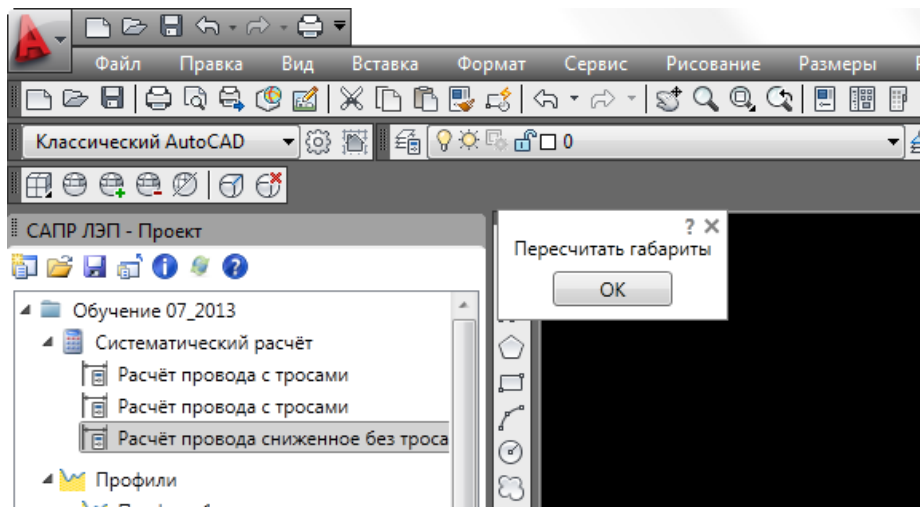 Файл Правка Вид Вставка Формат Сервис Рисование Размеры
Классический AutoCAD 0
САПР ЛЭП - Проект
? 
Пересчитать габариты
ОК
Обучение 07_2013
Систематический расчёт
Расчёт провода с тросами
Расчёт провода с тросами
Расчёт провода сниженное без троса
Профили